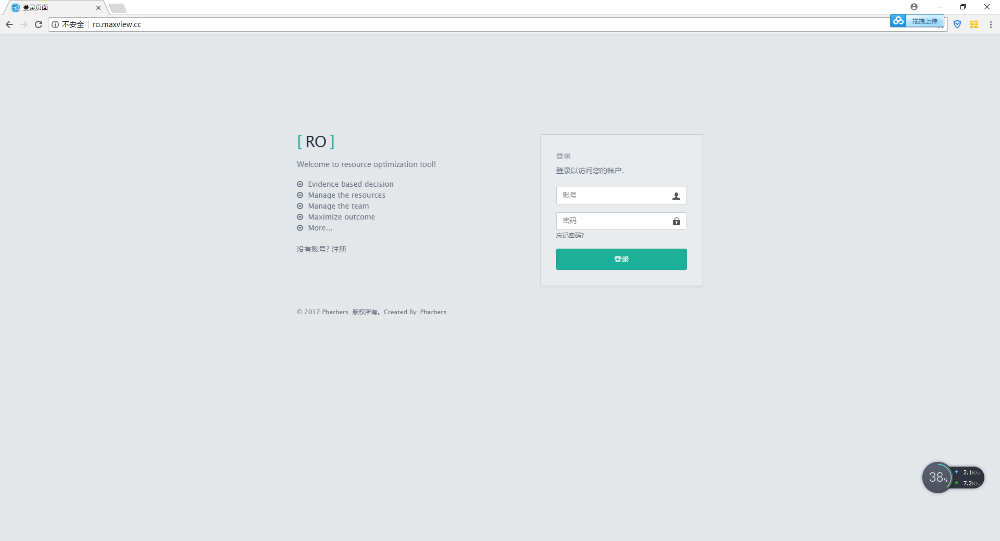 登录页面
不安全
ro.maxview.cc
拖拽上传
[ RO ]
Welcome to resource optimization tool!
Evidence based decision
Manage the resources
Manage the team
Maximize outcome
More...
没有账号? 注册
登录
登录以访问您的帐户.
账号
密码
忘记密码?
登录
© 2017 Pharbers. 版权所有。Created By: Pharbers
38%
2.1K/s
7.2K/s